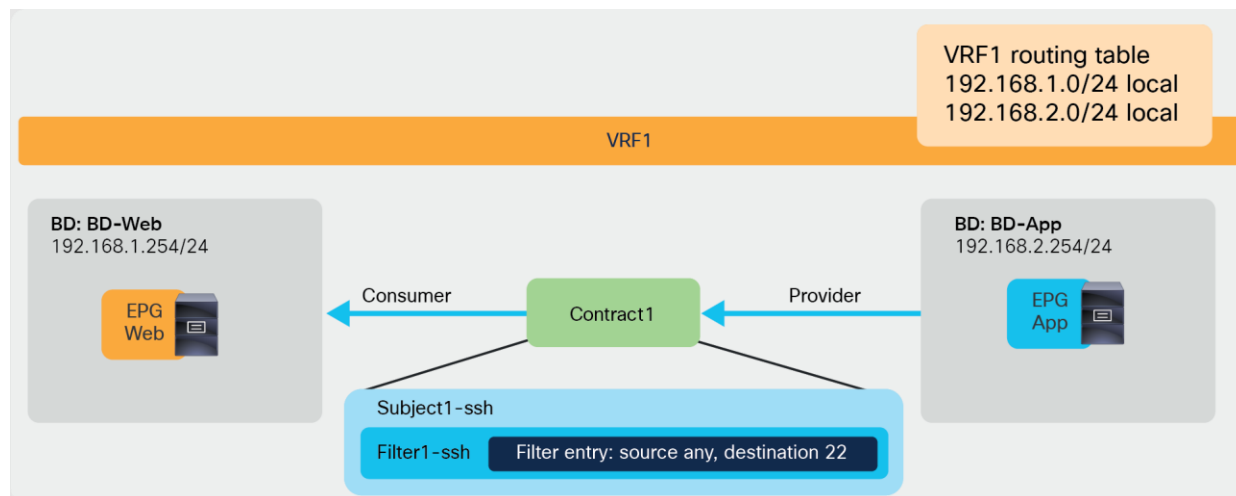 VRF1 routing table
192.168.1.0/24 local
192.168.2.0/24 local
VRF1
BD: BD-Web
192.168.1.254/24
EPG
Web
Consumer
Contract1
Provider
BD: BD-App
192.168.2.254/24
EPG
App
Subject1-ssh
Filter1-ssh
Filter entry: source any, destination 22